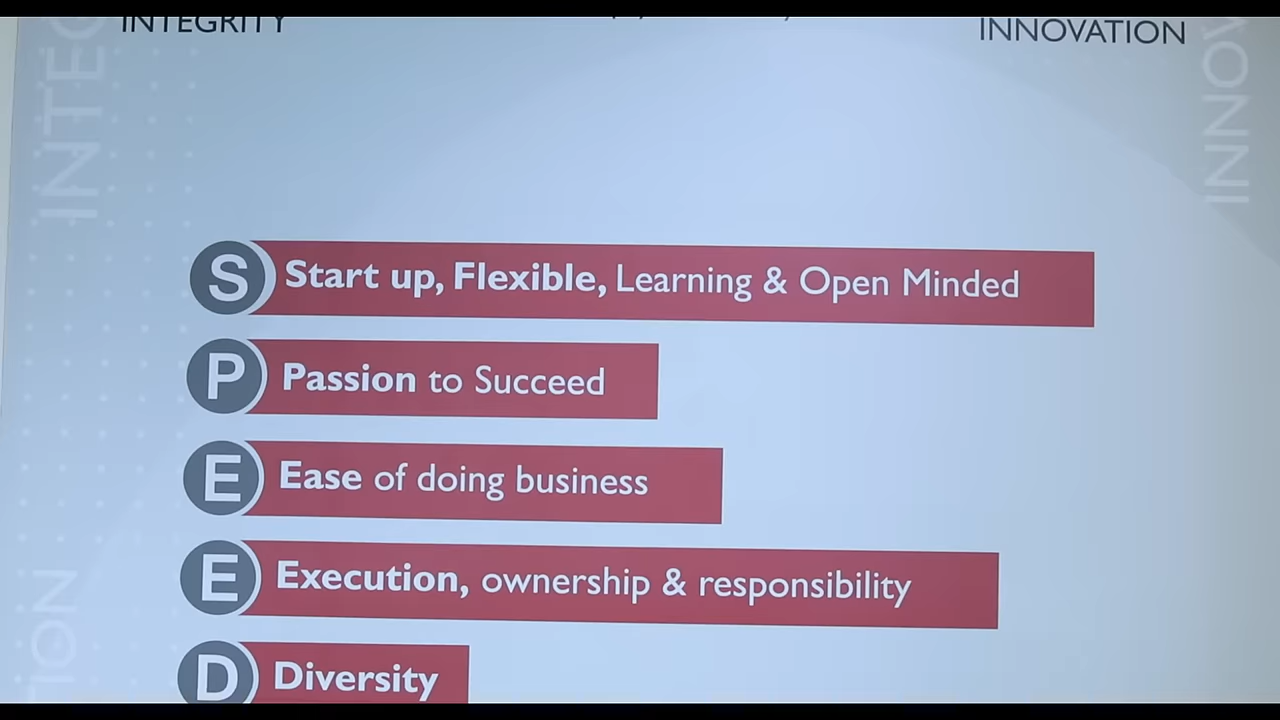 INTEGRITY
INNOVATION
S Start up, Flexible, Learning & Open Minded
P Passion to Succeed
E Ease of doing business
E Execution, ownership & responsibility
D Diversity